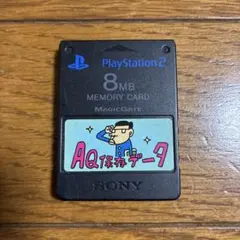 PlayStation 2
8MB
MEMORY CARD
MAGICGATE
AQ保存データ
SONY